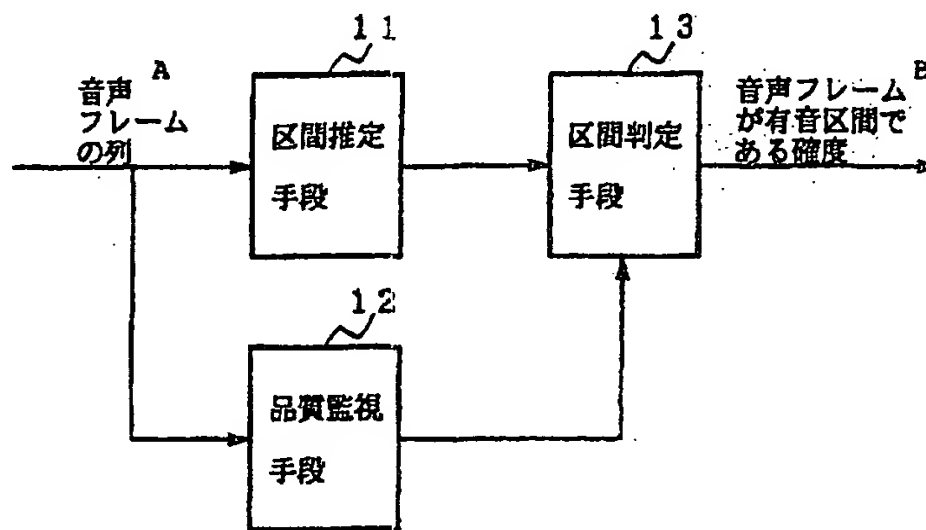 11
13
A
音声
フレーム
の列
区間推定
手段
区間判定
手段
B
音声フレーム
が有音区間で
ある確度
12
品質監視
手段